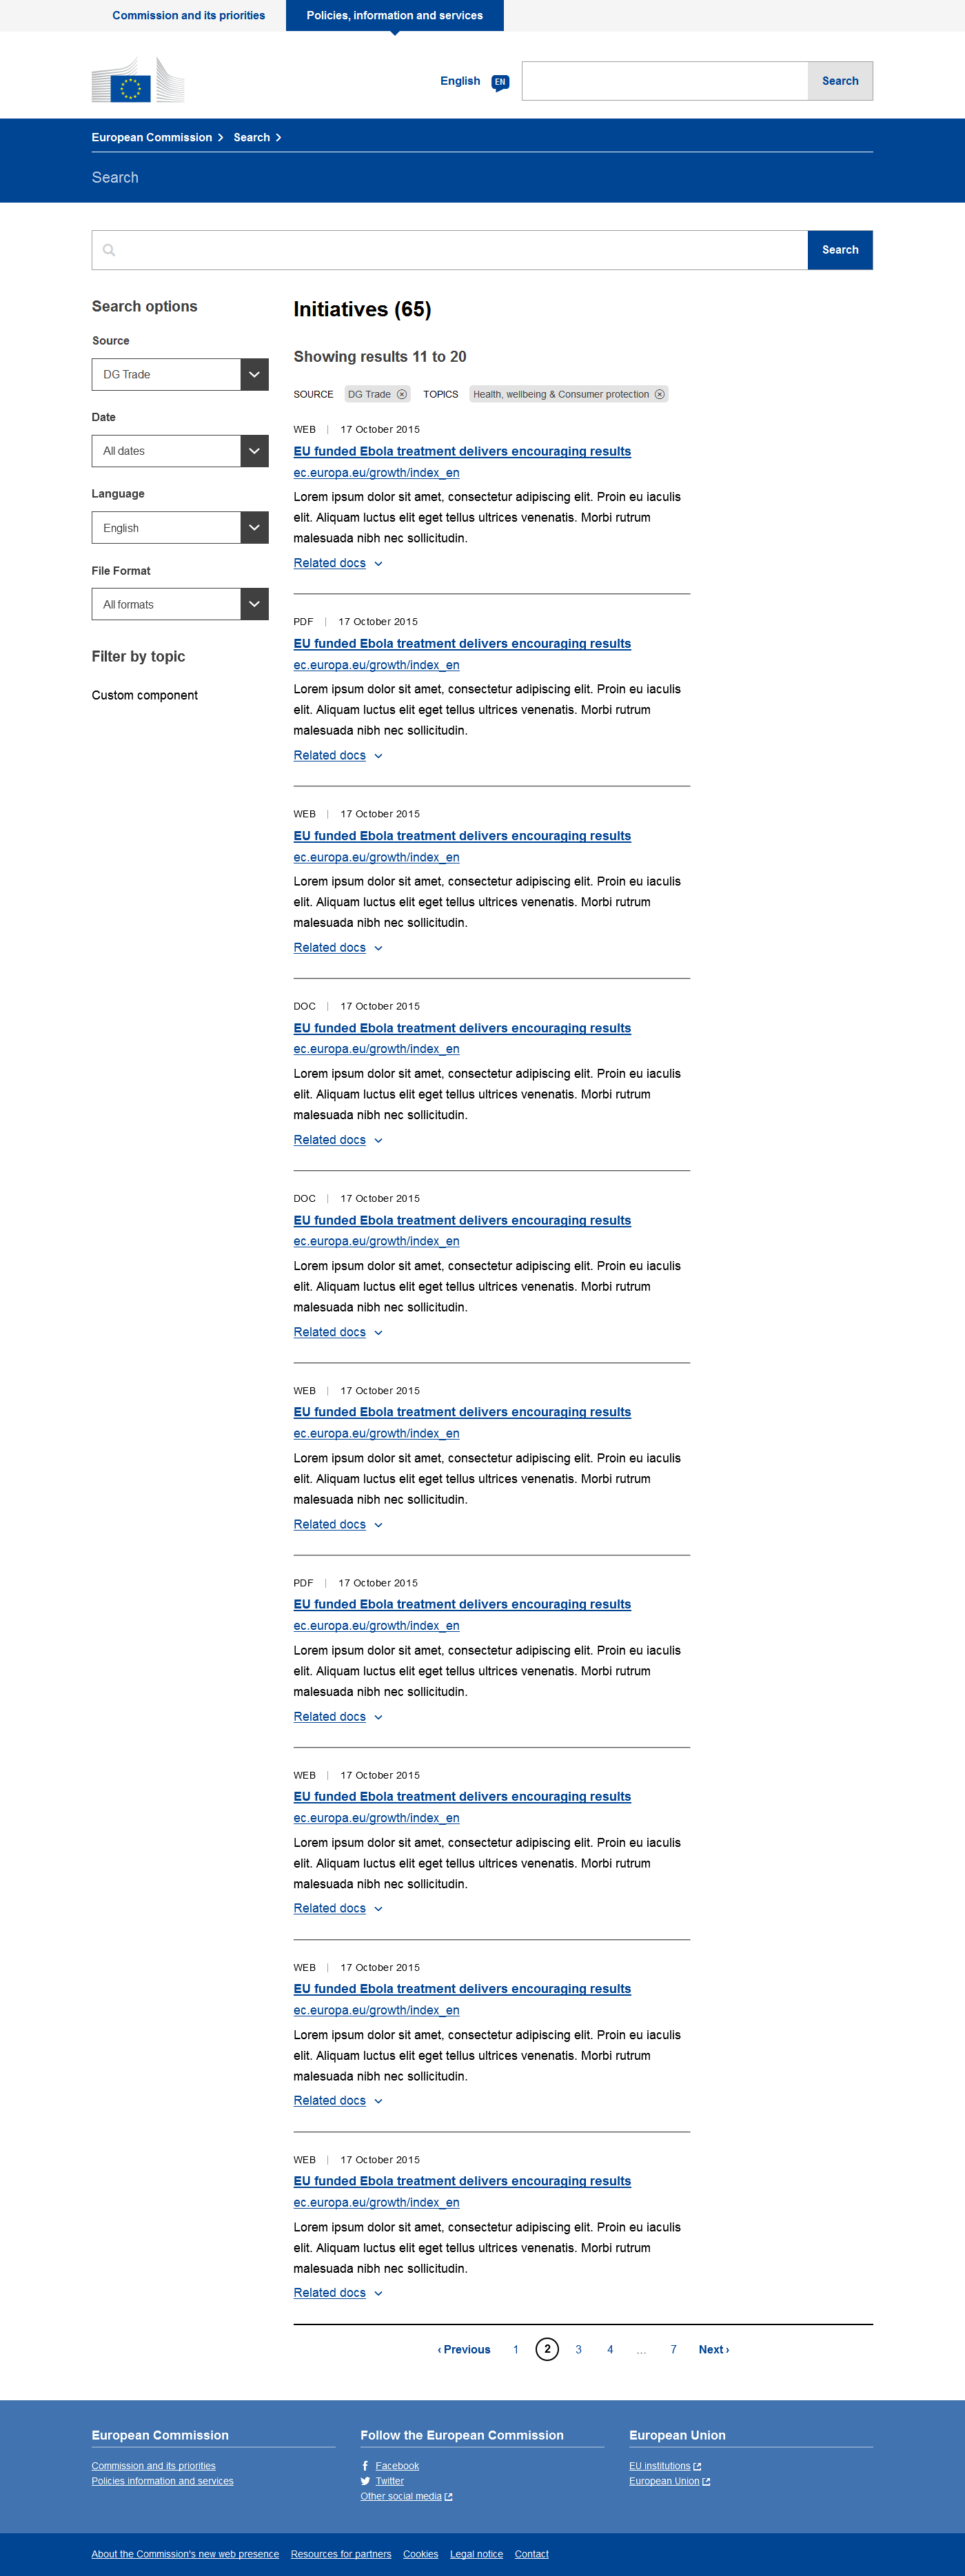 Commission and its priorities
Policies, information and services
English EN
Search
European Commission Search
Search
Search
Search options
Source
DG Trade
Date
All dates
Language
English
File Format
All formats
Filter by topic
Custom component
Initiatives (65)
Showing results 11 to 20
SOURCE DG Trade TOPICS Health, wellbeing & Consumer protection
WEB | 17 October 2015
EU funded Ebola treatment delivers encouraging results
ec.europa.eu/growth/index_en
Lorem ipsum dolor sit amet, consectetur adipiscing elit. Proin eu iaculis
elit. Aliquam luctus elit eget tellus ultrices venenatis. Morbi rutrum
malesuada nibh nec sollicitudin.
Related docs
PDF | 17 October 2015
EU funded Ebola treatment delivers encouraging results
ec.europa.eu/growth/index_en
Lorem ipsum dolor sit amet, consectetur adipiscing elit. Proin eu iaculis
elit. Aliquam luctus elit eget tellus ultrices venenatis. Morbi rutrum
malesuada nibh nec sollicitudin.
Related docs
WEB | 17 October 2015
EU funded Ebola treatment delivers encouraging results
ec.europa.eu/growth/index_en
Lorem ipsum dolor sit amet, consectetur adipiscing elit. Proin eu iaculis
elit. Aliquam luctus elit eget tellus ultrices venenatis. Morbi rutrum
malesuada nibh nec sollicitudin.
Related docs
DOC | 17 October 2015
EU funded Ebola treatment delivers encouraging results
ec.europa.eu/growth/index_en
Lorem ipsum dolor sit amet, consectetur adipiscing elit. Proin eu iaculis
elit. Aliquam luctus elit eget tellus ultrices venenatis. Morbi rutrum
malesuada nibh nec sollicitudin.
Related docs
DOC | 17 October 2015
EU funded Ebola treatment delivers encouraging results
ec.europa.eu/growth/index_en
Lorem ipsum dolor sit amet, consectetur adipiscing elit. Proin eu iaculis
elit. Aliquam luctus elit eget tellus ultrices venenatis. Morbi rutrum
malesuada nibh nec sollicitudin.
Related docs
WEB | 17 October 2015
EU funded Ebola treatment delivers encouraging results
ec.europa.eu/growth/index_en
Lorem ipsum dolor sit amet, consectetur adipiscing elit. Proin eu iaculis
elit. Aliquam luctus elit eget tellus ultrices venenatis. Morbi rutrum
malesuada nibh nec sollicitudin.
Related docs
PDF | 17 October 2015
EU funded Ebola treatment delivers encouraging results
ec.europa.eu/growth/index_en
Lorem ipsum dolor sit amet, consectetur adipiscing elit. Proin eu iaculis
elit. Aliquam luctus elit eget tellus ultrices venenatis. Morbi rutrum
malesuada nibh nec sollicitudin.
Related docs
WEB | 17 October 2015
EU funded Ebola treatment delivers encouraging results
ec.europa.eu/growth/index_en
Lorem ipsum dolor sit amet, consectetur adipiscing elit. Proin eu iaculis
elit. Aliquam luctus elit eget tellus ultrices venenatis. Morbi rutrum
malesuada nibh nec sollicitudin.
Related docs
WEB | 17 October 2015
EU funded Ebola treatment delivers encouraging results
ec.europa.eu/growth/index_en
Lorem ipsum dolor sit amet, consectetur adipiscing elit. Proin eu iaculis
elit. Aliquam luctus elit eget tellus ultrices venenatis. Morbi rutrum
malesuada nibh nec sollicitudin.
Related docs
WEB | 17 October 2015
EU funded Ebola treatment delivers encouraging results
ec.europa.eu/growth/index_en
Lorem ipsum dolor sit amet, consectetur adipiscing elit. Proin eu iaculis
elit. Aliquam luctus elit eget tellus ultrices venenatis. Morbi rutrum
malesuada nibh nec sollicitudin.
Related docs
‹ Previous 1 2 3 4 ... 7 Next ›
European Commission
Commission and its priorities
Policies information and services
Follow the European Commission
Facebook
Twitter
Other social media
European Union
EU institutions
European Union
About the Commission's new web presence Resources for partners Cookies Legal notice Contact